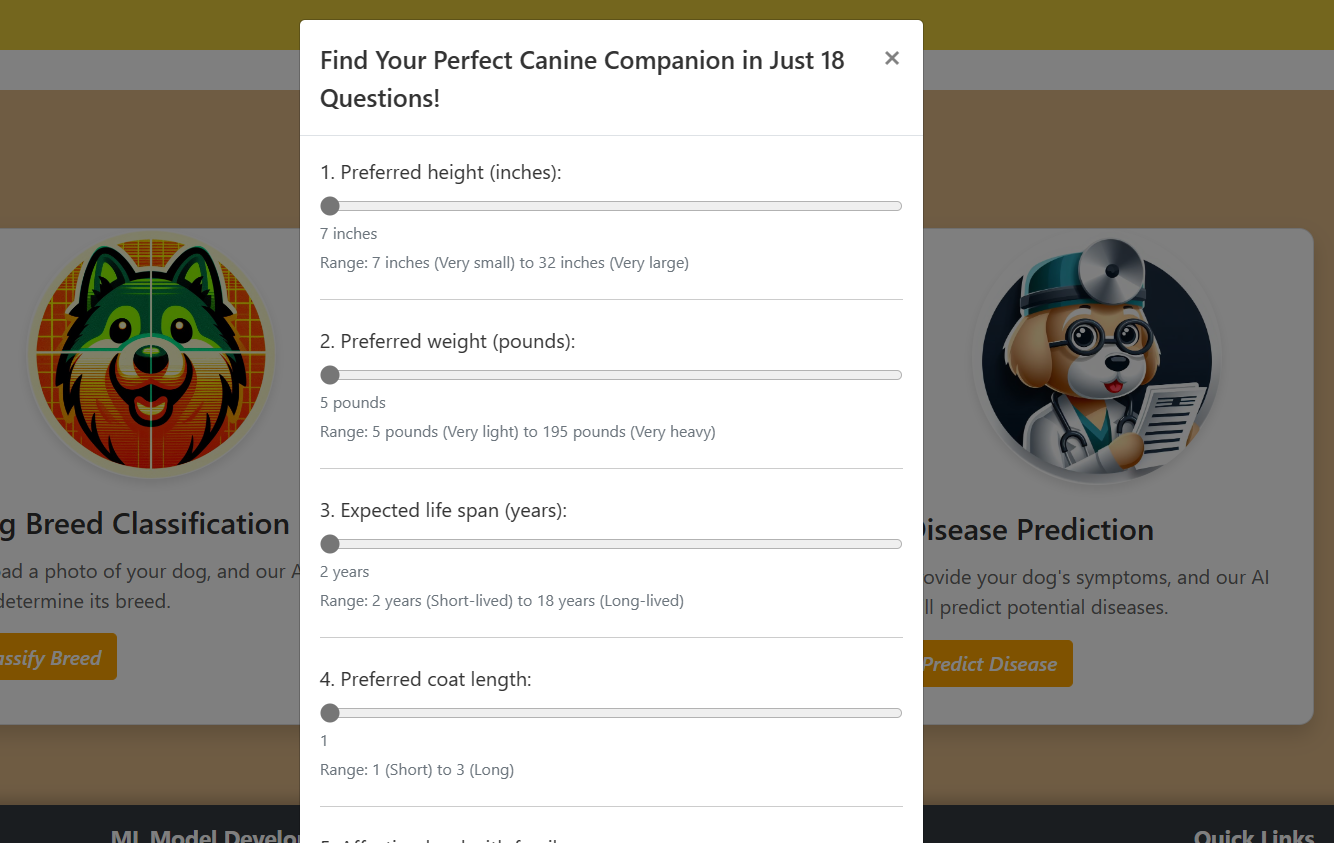 Find Your Perfect Canine Companion in Just 18
Questions!
×
1. Preferred height (inches):
7 inches
Range: 7 inches (Very small) to 32 inches (Very large)
2. Preferred weight (pounds):
5 pounds
Range: 5 pounds (Very light) to 195 pounds (Very heavy)
3. Expected life span (years):
2 years
Range: 2 years (Short-lived) to 18 years (Long-lived)
4. Preferred coat length:
1
Range: 1 (Short) to 3 (Long)
g Breed Classification
ad a photo of your dog, and our A
determine its breed.
assify Breed
Disease Prediction
ovide your dog's symptoms, and our AI
ll predict potential diseases.
Predict Disease
ML Model Develo
Quick Links